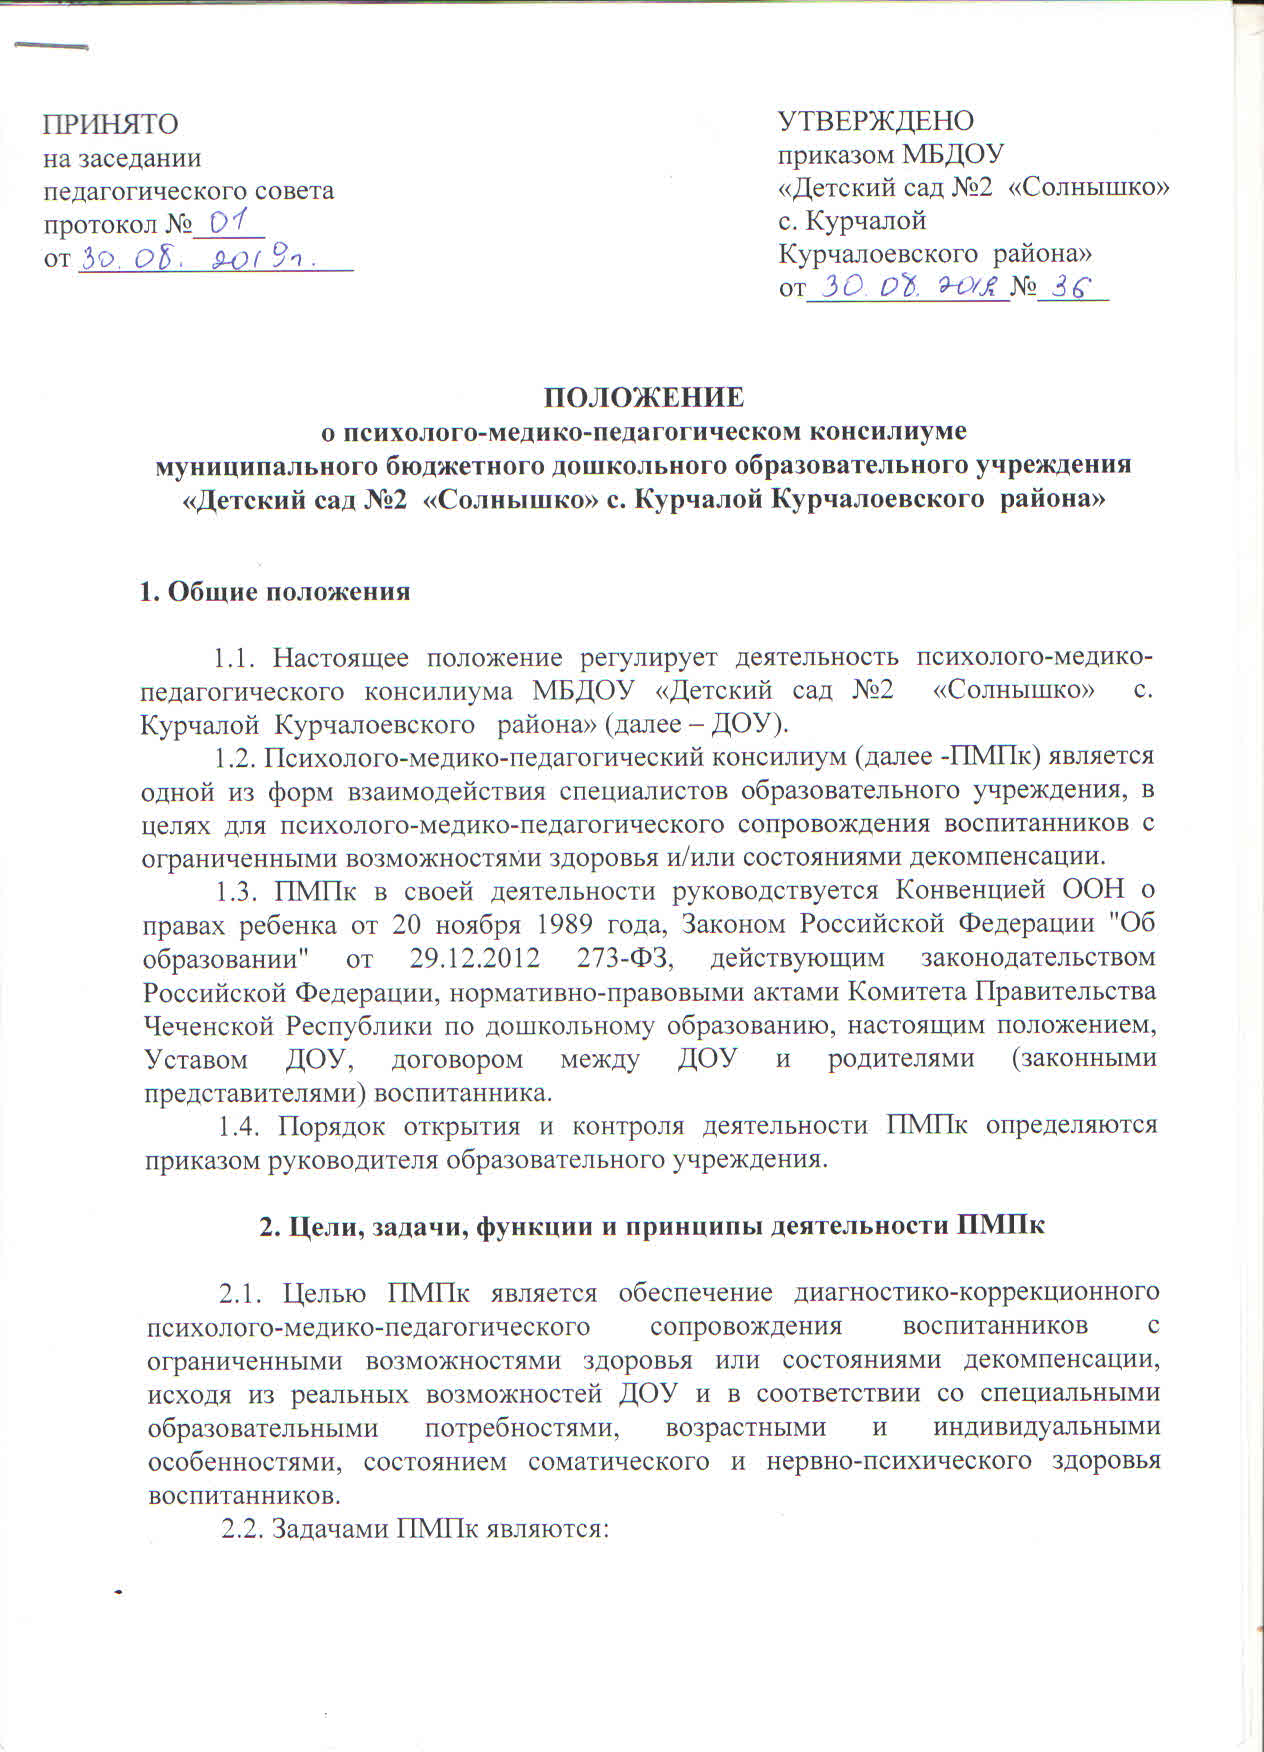 ПРИНЯТО
на заседании
педагогического совета
протокол № 01
от 30. 08. 2019г.
УТВЕРЖДЕНО
приказом МБДОУ
«Детский сад №2 «Солнышко»
с. Курчалой
Курчалоевского района»
от 30. 08. № 36
ПОЛОЖЕНИЕ
о психолого-медико-педагогическом консилиуме
муниципального бюджетного дошкольного образовательного учреждения
«Детский сад №2 «Солнышко» с. Курчалой Курчалоевского района»
1. Общие положения
1.1. Настоящее положение регулирует деятельность психолого-медико-
педагогического консилиума МБДОУ «Детский сад №2 «Солнышко» с.
Курчалой Курчалоевского района» (далее – ДОУ).
1.2. Психолого-медико-педагогический консилиум (далее -ПМПк) является
одной из форм взаимодействия специалистов образовательного учреждения, в
целях для психолого-медико-педагогического сопровождения воспитанников с
ограниченными возможностями здоровья и/или состояниями декомпенсации.
1.3. ПМПк в своей деятельности руководствуется Конвенцией ООН о
правах ребенка от 20 ноября 1989 года, Законом Российской Федерации "Об
образовании" от 29.12.2012 273-ФЗ, действующим законодательством
Российской Федерации, нормативно-правовыми актами Комитета Правительства
Чеченской Республики по дошкольному образованию, настоящим положением,
Уставом ДОУ, договором между ДОУ и родителями (законными
представителями) воспитанника.
1.4. Порядок открытия и контроля деятельности ПМПк определяются
приказом руководителя образовательного учреждения.
2. Цели, задачи, функции и принципы деятельности ПМПк
2.1. Целью ПМПк является обеспечение диагностико-коррекционного
психолого-медико-педагогического сопровождения воспитанников с
ограниченными возможностями здоровья или состояниями декомпенсации,
исходя из реальных возможностей ДОУ и в соответствии со специальными
образовательными потребностями, возрастными и индивидуальными
особенностями, состоянием соматического и нервно-психического здоровья
воспитанников.
2.2. Задачами ПМПк являются: